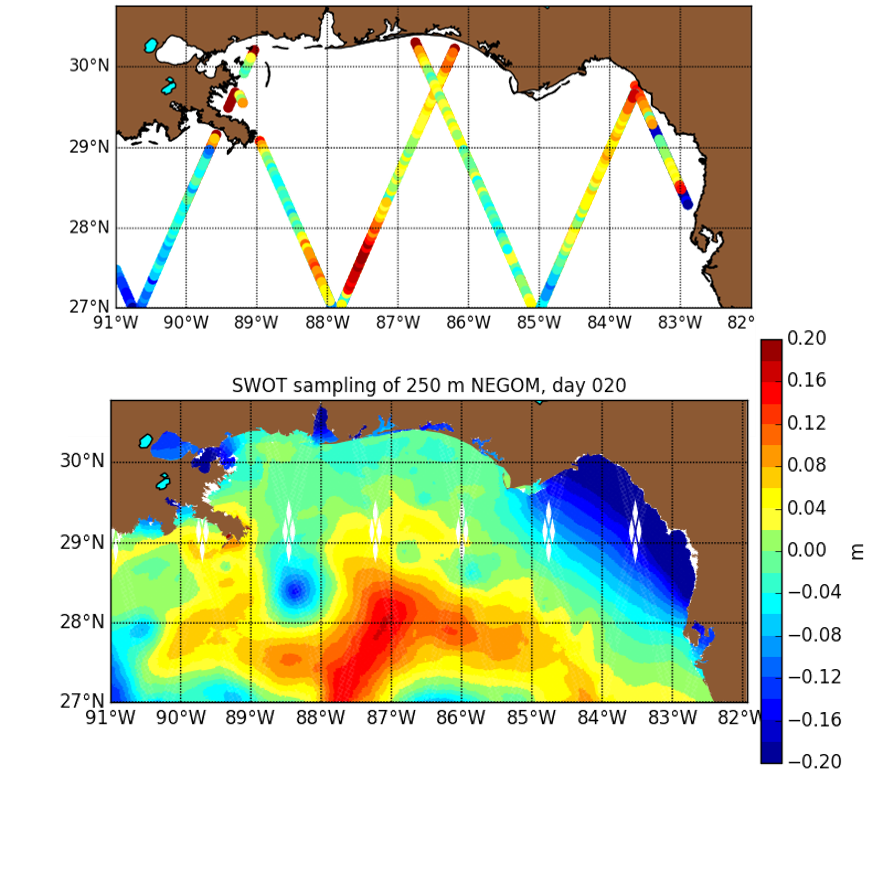 30°N
29°N
28°N
27°N
91°W 90°W 89°W 88°W 87°W 86°W 85°W 84°W 83°W 82°
SWOT sampling of 250 m NEGOM, day 020
30°N
29°N
28°N
27°N
91°W 90°W 89°W 88°W 87°W 86°W 85°W 84°W 83°W 82°W
0.20
0.16
0.12
0.08
0.04
0.00
−0.04
−0.08
−0.12
−0.16
−0.20
m